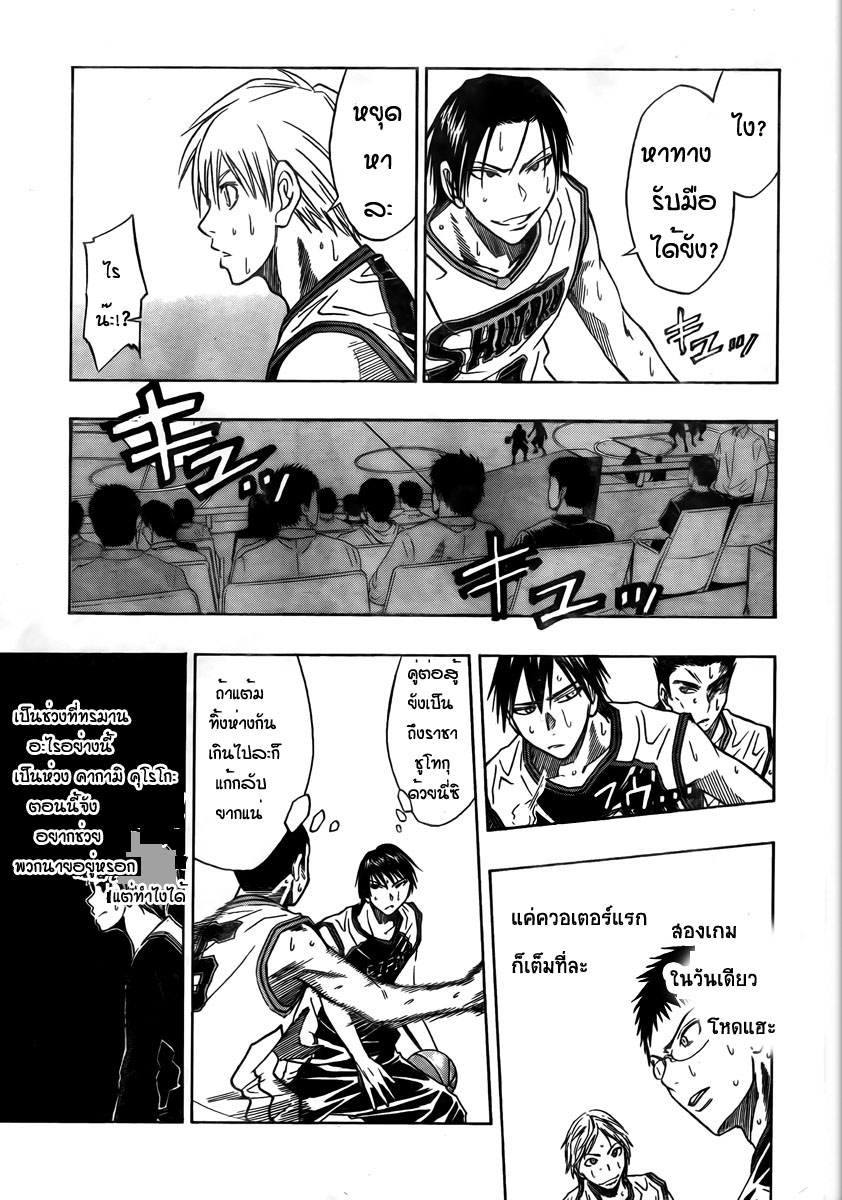 ไง?
หาทาง
รับมือ
ได้ยัง?
SHUTOKU
キュッ
หยุด
หา
ละ
ไร
น๊ะ!?
キュッ
キュッ
フゥ…
คู่ต่อสู้
ยังเป็น
ถึงราชา
ชูโทกุ
ด้วยนี่ซิ
ถ้าแต้ม
ทิ้งห่างกัน
เกินไปละก็
แก้กลับ
ยากแน่
เป็นช่วงที่ทรมาน
อะไรอย่างนี้
เป็นห่วง คากามิ คุโรโกะ
ตอนนี้จัง
อยากช่วย
พวกนายอยู่หรอก
แต่ทำไงได้
สองเกม
ในวันเดียว
โหดแฮะ
แค่ควอเตอร์แรก
ก็เต็มที่ละ